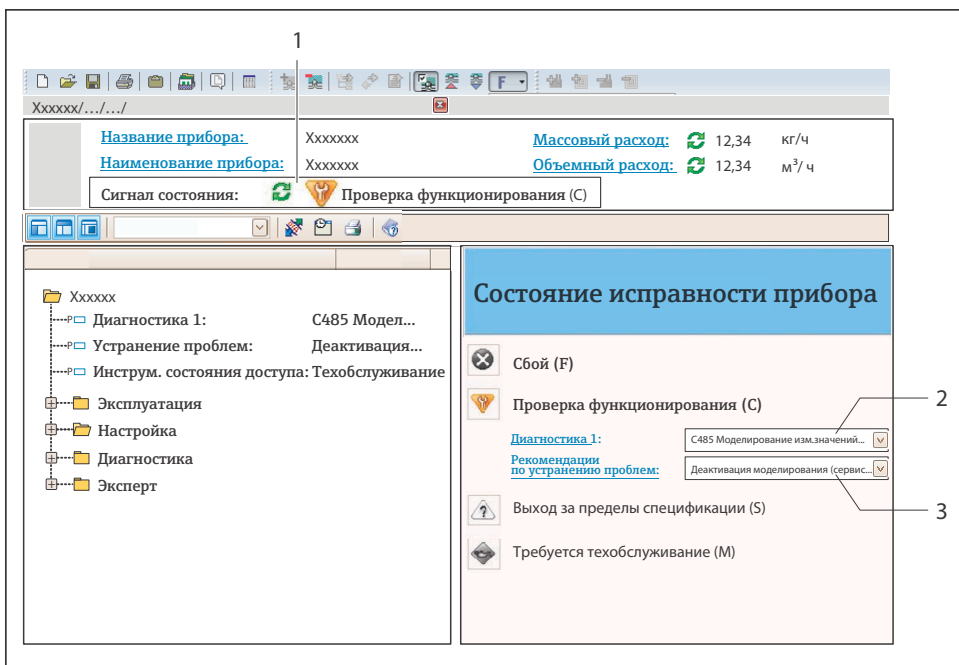 1
F
Xxxxxx/.../.../
Название прибора: Xxxxxxx Массовый расход: 12,34 кг/ч
Наименование прибора: Xxxxxxx Объемный расход: 12,34 м³/ ч
Сигнал состояния: Проверка функционирования (C)
Xxxxxx
P Диагностика 1: C485 Модел...
P Устранение проблем: Деактивация...
P Инструм. состояния доступа: Техобслуживание
Эксплуатация
Настройка
Диагностика
Эксперт
Состояние исправности прибора
Сбой (F)
Проверка функционирования (C)
Диагностика 1: C485 Моделирование изм.значений...
2
Рекомендации
по устранению проблем: Деактивация моделирования (сервис...
3
Выход за пределы спецификации (S)
Требуется техобслуживание (M)